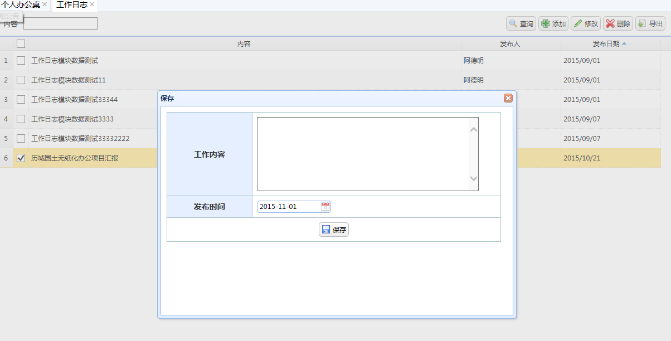 个人办公桌 工作日志
内容 查询 添加 修改 删除 导出
内容 发布人 发布日期
1 工作日志模块数据测试 阿德明 2015/09/01
2 工作日志模块数据测试11 阿德明 2015/09/01
3 工作日志模块数据测试33344 2015/09/01
4 工作日志模块数据测试3333 2015/09/07
5 工作日志模块数据测试33332222 2015/09/07
6 历城国土无纸化办公项目汇报 2015/10/21
保存
工作内容
发布时间 2015-11-01
保存